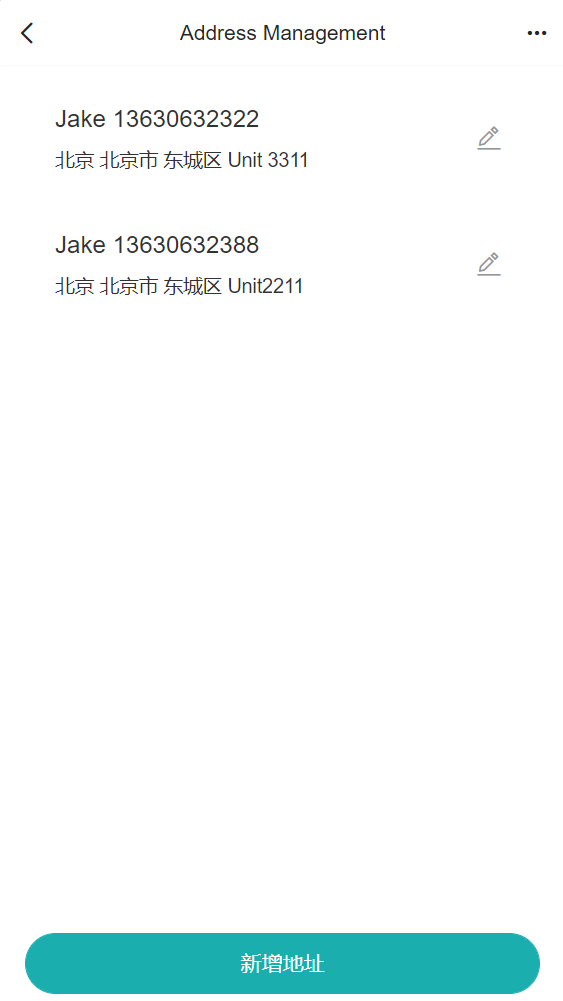 Address Management
Jake 13630632322
北京 北京市 东城区 Unit 3311
Jake 13630632388
北京 北京市 东城区 Unit2211
新增地址